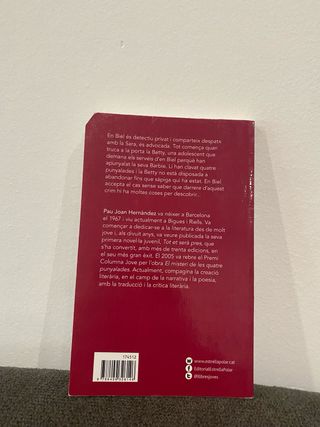 En Biel és detectiu privat i comparteix despatx
amb la Sara, és advocada. Tot comença quan
truca a la porta la Betty, una adolescent que
demana els serveis d'en Biel perquè han
apunyalat la seva Barbie. Li han clavat quatre
punyalades i la Betty no està disposada a
abandonar fins que sàpiga qui ha estat. En Biel
accepta el cas sense saber que darrere d'aquest
crim hi ha moltes coses per descobrir...
Pau Joan Hernàndez va néixer a Barcelona
el 1967 i viu actualment a Bigues i Riells. Va
començar a dedicar-se a la literatura des de molt
jove i, als divuit anys, va veure publicada la seva
primera novel·la juvenil, Tot et serà pres, que
s'ha convertit, amb més de trenta edicions, en
el seu més gran èxit. El 2005 va rebre el Premi
Columna Jove per l'obra El misteri de les quatre
punyalades. Actualment, compagina la creació
literària, en el camp de la narrativa i la poesia,
amb la traducció i la crítica literària.
174512
www.estrellapolar.cat
EditorialEstrellaPolar
@llibresjoves